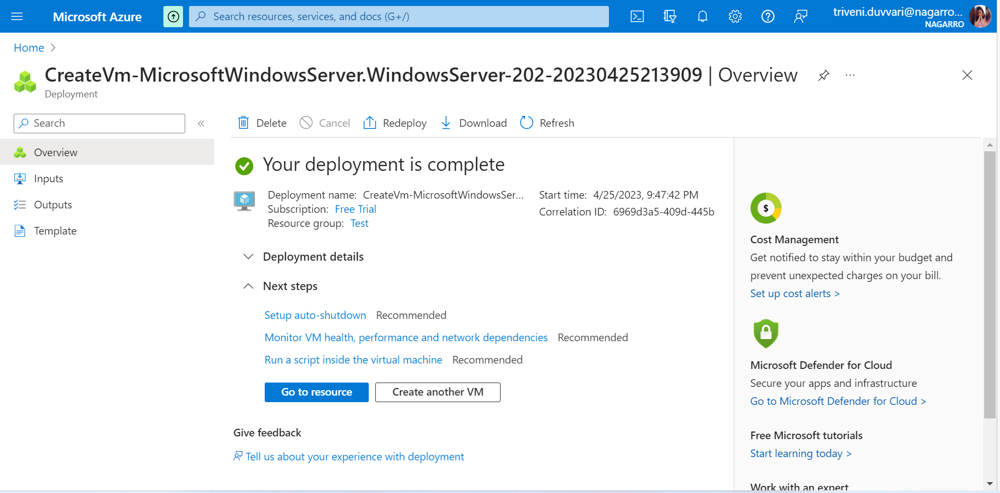 Microsoft Azure
Search resources, services, and docs (G+/)
triveni.duvvari@nagarro...
NAGARRO
Home
CreateVm-MicrosoftWindowsServer.WindowsServer-202-20230425213909 | Overview
Deployment
Search
Delete
Cancel
Redeploy
Download
Refresh
Overview
Inputs
Outputs
Template
Your deployment is complete
Deployment name: CreateVm-MicrosoftWindowsSer...
Subscription: Free Trial
Resource group: Test
Start time: 4/25/2023, 9:47:42 PM
Correlation ID: 6969d3a5-409d-445b
Deployment details
Next steps
Setup auto-shutdown Recommended
Monitor VM health, performance and network dependencies Recommended
Run a script inside the virtual machine Recommended
Go to resource
Create another VM
Give feedback
Tell us about your experience with deployment
$
Cost Management
Get notified to stay within your budget and
prevent unexpected charges on your bill.
Set up cost alerts >
Microsoft Defender for Cloud
Secure your apps and infrastructure
Go to Microsoft Defender for Cloud >
Free Microsoft tutorials
Start learning today >
Work with an expert